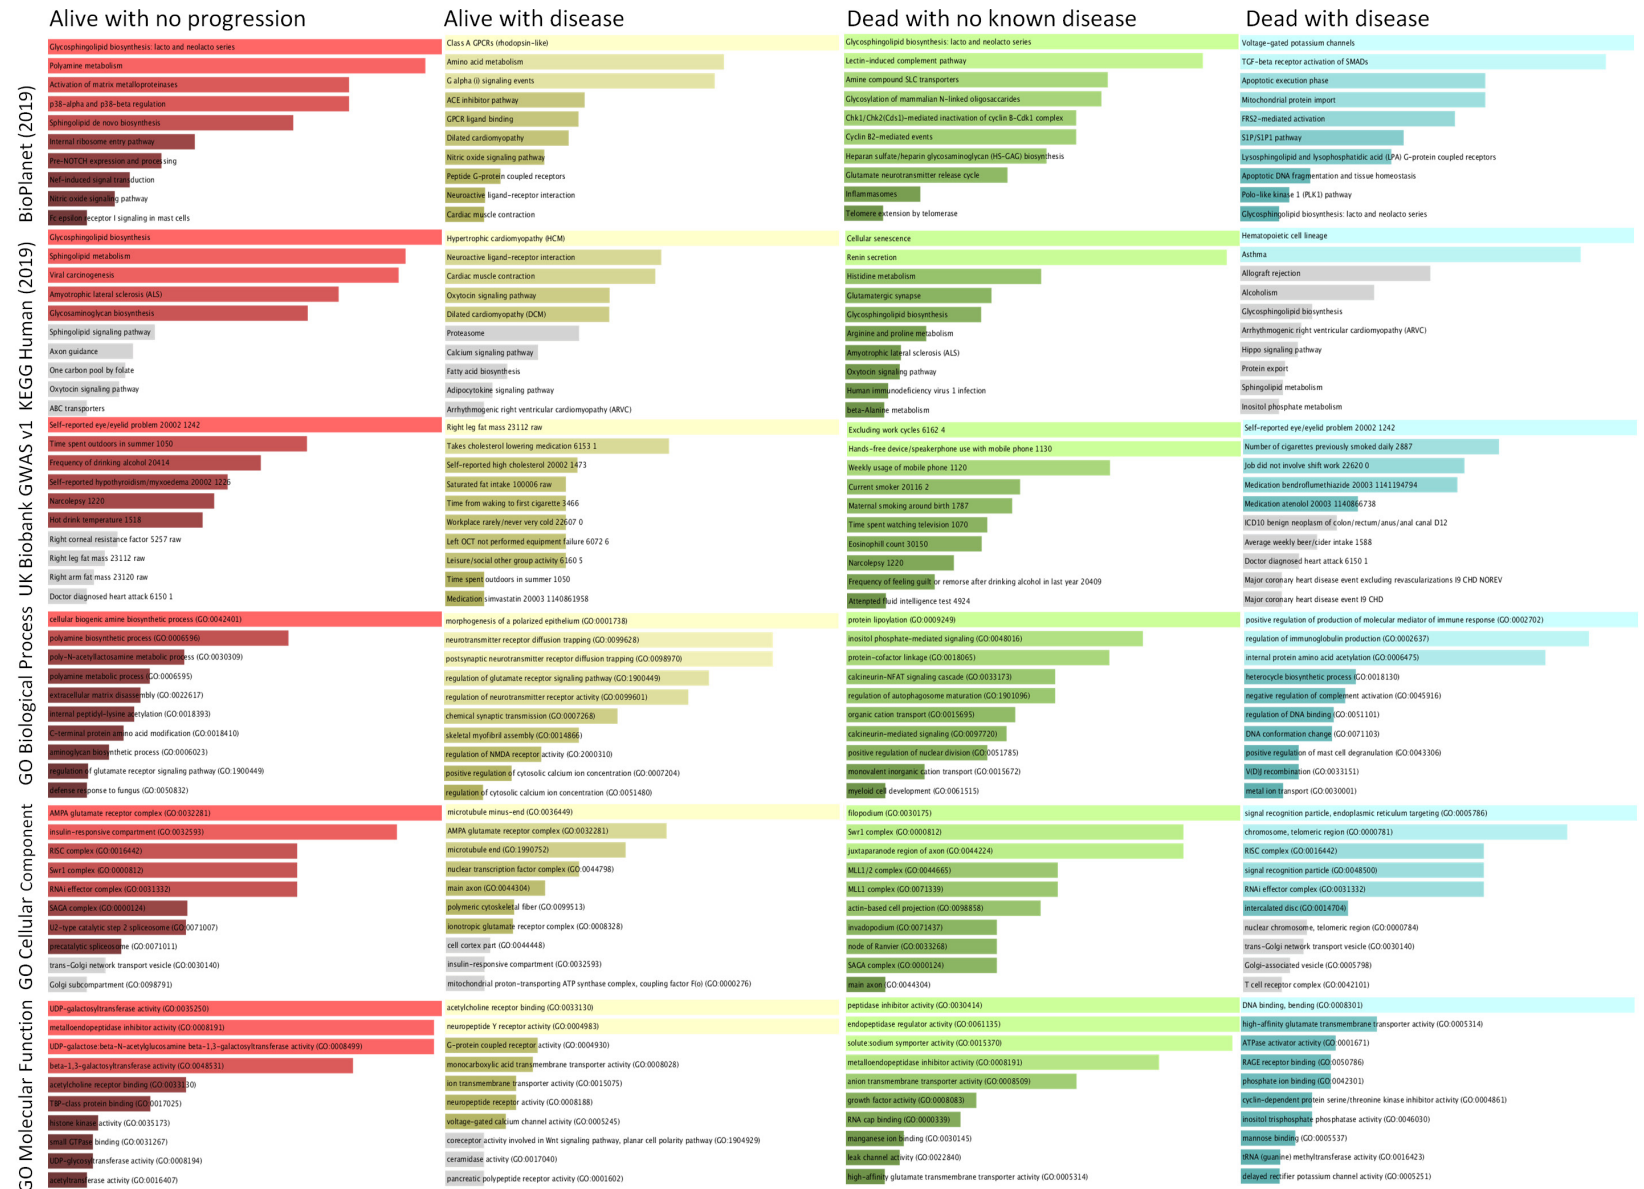 Alive with no progression
Alive with disease
Dead with no known disease
Dead with disease
BioPlanet (2019)
Glycosphingolipid biosynthesis: lacto and neolacto series
Polyamine metabolism
Activation of matrix metalloproteinases
p38-alpha and p38-beta regulation
Sphingolipid de novo biosynthesis
Internal ribosome entry pathway
Pre-NOTCH expression and processing
Nef-induced signal transduction
Nitric oxide signaling pathway
Fc epsilon receptor I signaling in mast cells
Class A GPCRs (rhodopsin-like)
Amino acid metabolism
G alpha (i) signaling events
ACE inhibitor pathway
GPCR ligand binding
Dilated cardiomyopathy
Nitric oxide signaling pathway
Peptide G-protein coupled receptors
Neuroactive ligand-receptor interaction
Cardiac muscle contraction
Glycosphingolipid biosynthesis: lacto and neolacto series
Lectin-induced complement pathway
Amine compound SLC transporters
Glycosylation of mammalian N-linked oligosaccarides
Chk1/Chk2(Cds1)-mediated inactivation of cyclin B-Cdk1 complex
Cyclin B2-mediated events
Heparan sulfate/heparin glycosaminoglycan (HS-GAG) biosynthesis
Glutamate neurotransmitter release cycle
Inflammasomes
Telomere extension by telomerase
Voltage-gated potassium channels
TGF-beta receptor activation of SMADs
Apoptotic execution phase
Mitochondrial protein import
FRS2-mediated activation
S1P/S1P1 pathway
Lysosphingolipid and lysophosphatidic acid (LPA) G-protein coupled receptors
Apoptotic DNA fragmentation and tissue homeostasis
Polo-like kinase 1 (PLK1) pathway
Glycosphingolipid biosynthesis: lacto and neolacto series
KEGG Human (2019)
Glycosphingolipid biosynthesis
Sphingolipid metabolism
Viral carcinogenesis
Amyotrophic lateral sclerosis (ALS)
Glycosaminoglycan biosynthesis
Sphingolipid signaling pathway
Axon guidance
One carbon pool by folate
Oxytocin signaling pathway
ABC transporters
Hypertrophic cardiomyopathy (HCM)
Neuroactive ligand-receptor interaction
Cardiac muscle contraction
Oxytocin signaling pathway
Dilated cardiomyopathy (DCM)
Proteasome
Calcium signaling pathway
Fatty acid biosynthesis
Adipocytokine signaling pathway
Arrhythmogenic right ventricular cardiomyopathy (ARVC)
Cellular senescence
Renin secretion
Histidine metabolism
Glutamatergic synapse
Glycosphingolipid biosynthesis
Arginine and proline metabolism
Amyotrophic lateral sclerosis (ALS)
Oxytocin signaling pathway
Human immunodeficiency virus 1 infection
beta-Alanine metabolism
Hematopoietic cell lineage
Asthma
Allograft rejection
Alcoholism
Glycosphingolipid biosynthesis
Arrhythmogenic right ventricular cardiomyopathy (ARVC)
Hippo signaling pathway
Protein export
Sphingolipid metabolism
Inositol phosphate metabolism
UK Biobank GWAS v1
Self-reported eye/eyelid problem 20002 1242
Time spent outdoors in summer 1050
Frequency of drinking alcohol 20414
Self-reported hypothyroidism/myxoedema 20002 1226
Narcolepsy 1220
Hot drink temperature 1518
Right corneal resistance factor 5257 raw
Right leg fat mass 23112 raw
Right arm fat mass 23120 raw
Doctor diagnosed heart attack 6150 1
Right leg fat mass 23112 raw
Takes cholesterol lowering medication 6153 1
Self-reported high cholesterol 20002 1473
Saturated fat intake 100006 raw
Time from waking to first cigarette 3466
Workplace rarely/never very cold 22607 0
Left OCT not performed equipment failure 6072 6
Leisure/social other group activity 6160 5
Time spent outdoors in summer 1050
Medication simvastatin 20003 1140861958
Excluding work cycles 6162 4
Hands-free device/speakerphone use with mobile phone 1130
Weekly usage of mobile phone 1120
Current smoker 20116 2
Maternal smoking around birth 1787
Time spent watching television 1070
Eosinophill count 30150
Narcolepsy 1220
Frequency of feeling guilt or remorse after drinking alcohol in last year 20409
Attempted fluid intelligence test 4924
Self-reported eye/eyelid problem 20002 1242
Number of cigarettes previously smoked daily 2887
Job did not involve shift work 22620 0
Medication bendroflumethiazide 20003 1141194794
Medication atenolol 20003 1140866738
ICD10 benign neoplasm of colon/rectum/anus/anal canal D12
Average weekly beer/cider intake 1588
Doctor diagnosed heart attack 6150 1
Major coronary heart disease event excluding revascularizations I9 CHD NOREV
Major coronary heart disease event I9 CHD
GO Biological Process
cellular biogenic amine biosynthetic process (GO:0042401)
polyamine biosynthetic process (GO:0006596)
poly-N-acetyllactosamine metabolic process (GO:0030309)
polyamine metabolic process (GO:0006595)
extracellular matrix disassembly (GO:0022617)
internal peptidyl-lysine acetylation (GO:0018393)
C-terminal protein amino acid modification (GO:0018410)
aminoglycan biosynthetic process (GO:0006023)
regulation of glutamate receptor signaling pathway (GO:1900449)
defense response to fungus (GO:0050832)
morphogenesis of a polarized epithelium (GO:0001738)
neurotransmitter receptor diffusion trapping (GO:0099628)
postsynaptic neurotransmitter receptor diffusion trapping (GO:0098970)
regulation of glutamate receptor signaling pathway (GO:1900449)
regulation of neurotransmitter receptor activity (GO:0099601)
chemical synaptic transmission (GO:0007268)
skeletal myofibril assembly (GO:0014866)
regulation of NMDA receptor activity (GO:2000310)
positive regulation of cytosolic calcium ion concentration (GO:0007204)
regulation of cytosolic calcium ion concentration (GO:0051480)
protein lipoylation (GO:0009249)
inositol phosphate-mediated signaling (GO:0048016)
protein-cofactor linkage (GO:0018065)
calcineurin-NFAT signaling cascade (GO:0033173)
regulation of autophagosome maturation (GO:1901096)
organic cation transport (GO:0015695)
calcineurin-mediated signaling (GO:0097720)
positive regulation of nuclear division (GO:0051785)
monovalent inorganic cation transport (GO:0015672)
myeloid cell development (GO:0061515)
positive regulation of production of molecular mediator of immune response (GO:0002702)
regulation of immunoglobulin production (GO:0002637)
internal protein amino acid acetylation (GO:0006475)
heterocycle biosynthetic process (GO:0018130)
negative regulation of complement activation (GO:0045916)
regulation of DNA binding (GO:0051101)
DNA conformation change (GO:0071103)
positive regulation of mast cell degranulation (GO:0043306)
V(D)J recombination (GO:0033151)
metal ion transport (GO:0030001)
GO Cellular Component
AMPA glutamate receptor complex (GO:0032281)
insulin-responsive compartment (GO:0032593)
RISC complex (GO:0016442)
Swr1 complex (GO:0000812)
RNAi effector complex (GO:0031332)
SAGA complex (GO:0000124)
U2-type catalytic step 2 spliceosome (GO:0071007)
precatalytic spliceosome (GO:0071011)
trans-Golgi network transport vesicle (GO:0030140)
Golgi subcompartment (GO:0098791)
microtubule minus-end (GO:0036449)
AMPA glutamate receptor complex (GO:0032281)
microtubule end (GO:1990752)
nuclear transcription factor complex (GO:0044798)
main axon (GO:0044304)
polymeric cytoskeletal fiber (GO:0099513)
ionotropic glutamate receptor complex (GO:0008328)
cell cortex part (GO:0044448)
insulin-responsive compartment (GO:0032593)
mitochondrial proton-transporting ATP synthase complex, coupling factor F(o) (GO:0000276)
filopodium (GO:0030175)
Swr1 complex (GO:0000812)
juxtaparanode region of axon (GO:0044224)
MLL1/2 complex (GO:0044665)
MLL1 complex (GO:0071339)
actin-based cell projection (GO:0098858)
invadopodium (GO:0071437)
node of Ranvier (GO:0033268)
SAGA complex (GO:0000124)
main axon (GO:0044304)
signal recognition particle, endoplasmic reticulum targeting (GO:0005786)
chromosome, telomeric region (GO:0000781)
RISC complex (GO:0016442)
signal recognition particle (GO:0048500)
RNAi effector complex (GO:0031332)
intercalated disc (GO:0014704)
nuclear chromosome, telomeric region (GO:0000784)
trans-Golgi network transport vesicle (GO:0030140)
Golgi-associated vesicle (GO:0005798)
T cell receptor complex (GO:0042101)
GO Molecular Function
UDP-galactosyltransferase activity (GO:0035250)
metalloendopeptidase inhibitor activity (GO:0008191)
UDP-galactose:beta-N-acetylglucosamine beta-1,3-galactosyltransferase activity (GO:0008499)
beta-1,3-galactosyltransferase activity (GO:0048531)
acetylcholine receptor binding (GO:0033130)
TBP-class protein binding (GO:0017025)
histone kinase activity (GO:0035173)
small GTPase binding (GO:0031267)
UDP-glycosyltransferase activity (GO:0008194)
acetyltransferase activity (GO:0016407)
acetylcholine receptor binding (GO:0033130)
neuropeptide Y receptor activity (GO:0004983)
G-protein coupled receptor activity (GO:0004930)
monocarboxylic acid transmembrane transporter activity (GO:0008028)
ion transmembrane transporter activity (GO:0015075)
neuropeptide receptor activity (GO:0008188)
voltage-gated calcium channel activity (GO:0005245)
coreceptor activity involved in Wnt signaling pathway, planar cell polarity pathway (GO:1904929)
ceramidase activity (GO:0017040)
pancreatic polypeptide receptor activity (GO:0001602)
peptidase inhibitor activity (GO:0030414)
endopeptidase regulator activity (GO:0061135)
solute:sodium symporter activity (GO:0015370)
metalloendopeptidase inhibitor activity (GO:0008191)
anion transmembrane transporter activity (GO:0008509)
growth factor activity (GO:0008083)
RNA cap binding (GO:0000339)
manganese ion binding (GO:0030145)
leak channel activity (GO:0022840)
high-affinity glutamate transmembrane transporter activity (GO:0005314)
DNA binding, bending (GO:0008301)
high-affinity glutamate transmembrane transporter activity (GO:0005314)
ATPase activator activity (GO:0001671)
RAGE receptor binding (GO:0050786)
phosphate ion binding (GO:0042301)
cyclin-dependent protein serine/threonine kinase inhibitor activity (GO:0004861)
inositol trisphosphate phosphatase activity (GO:0046030)
mannose binding (GO:0005537)
tRNA (guanine) methyltransferase activity (GO:0016423)
delayed rectifier potassium channel activity (GO:0005251)